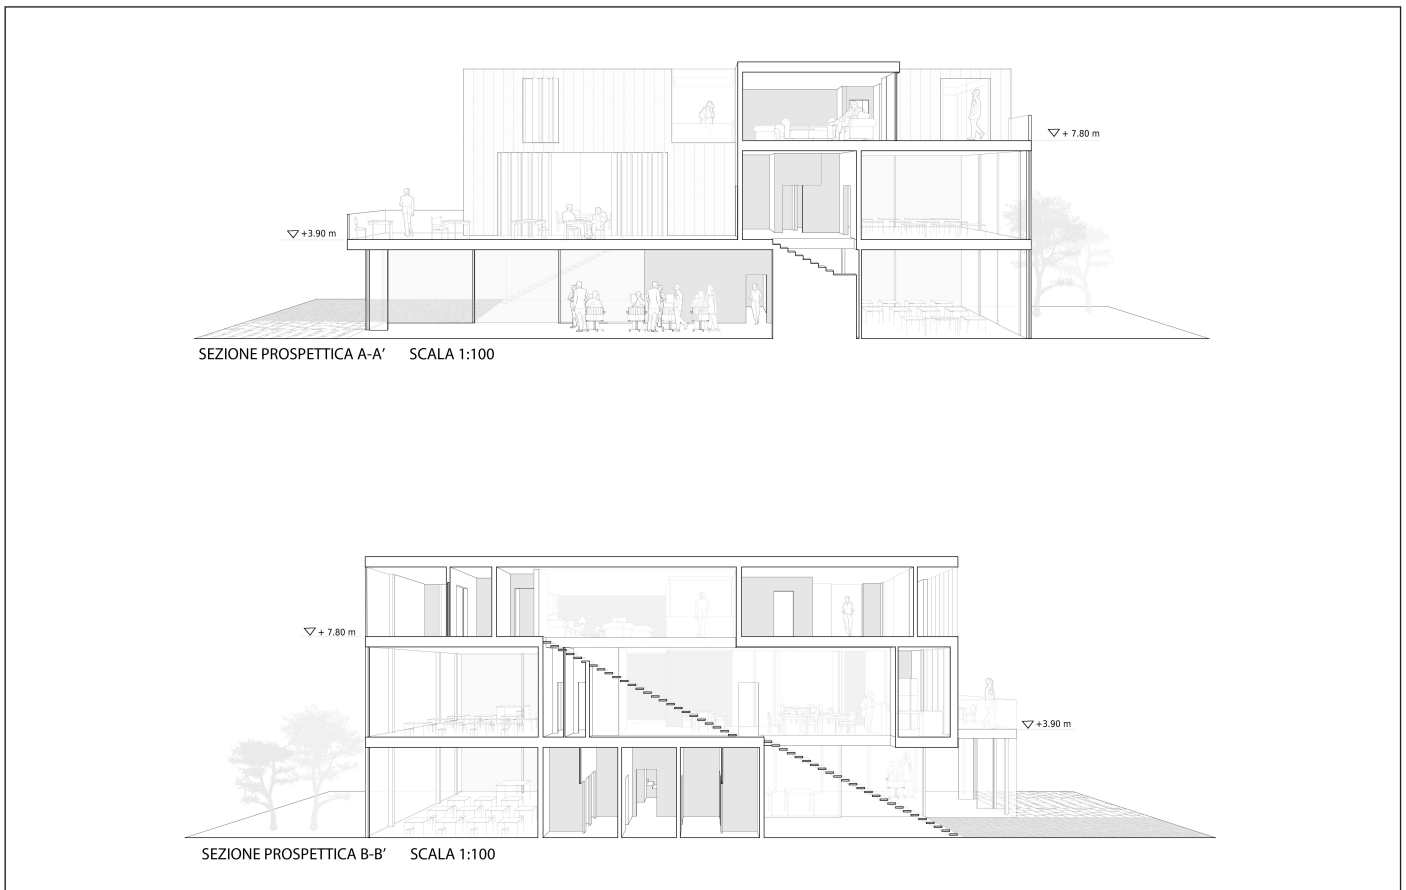 + 7.80 m
+3.90 m
SEZIONE PROSPETTICA A-A’ SCALA 1:100
+ 7.80 m
+3.90 m
SEZIONE PROSPETTICA B-B’ SCALA 1:100